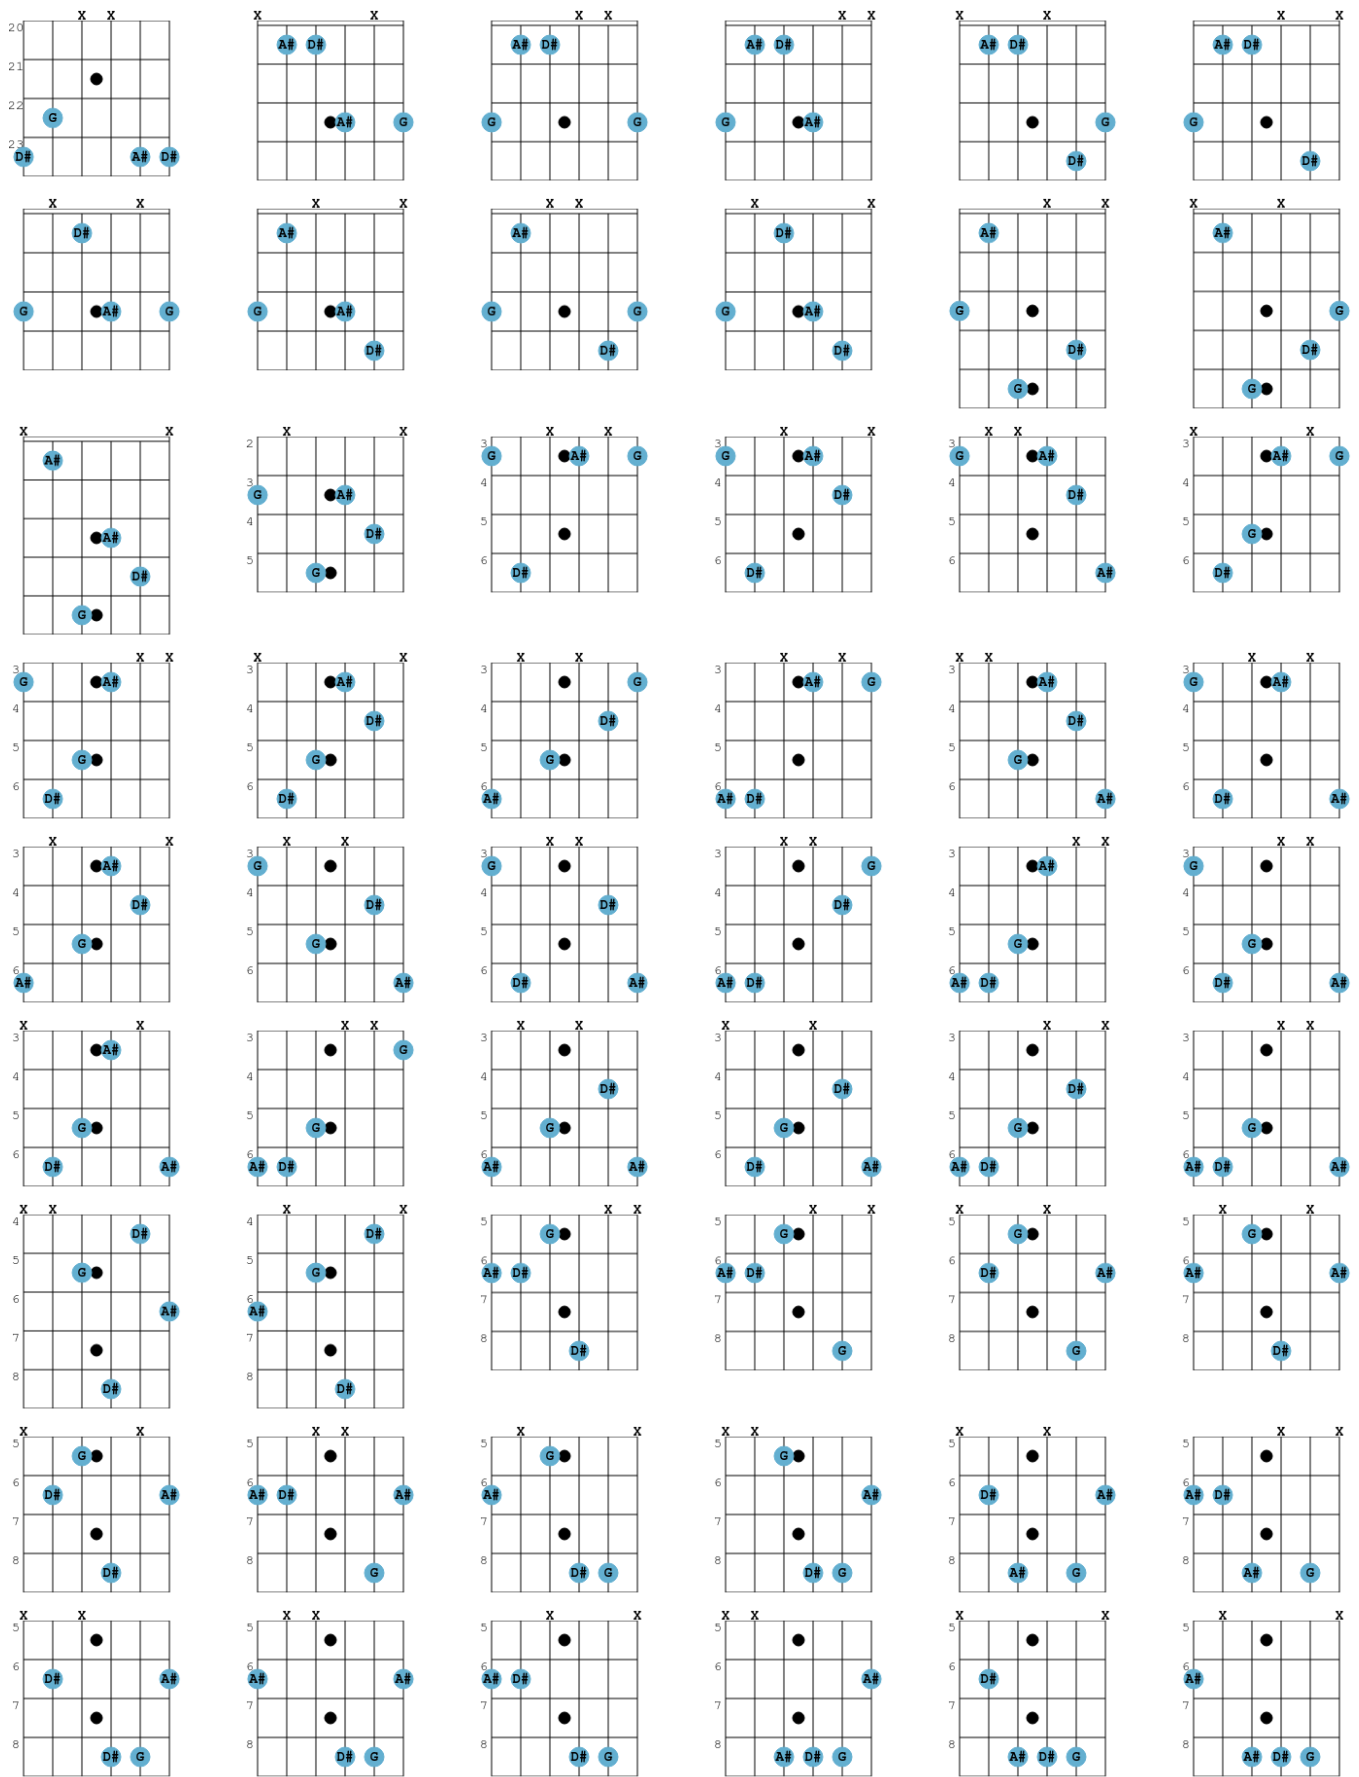 X X X X X X X X X X X X
20
A# D# A# D# A# D# A# D# A# D#
21
22
G A# G G G G A# G G
23
D# A# D# D# D#
X X X X X X X X X X X X
D# A# A# D# A# A#
G A# G G A# G G G A# G G
D# D# D# D# D#
G G
X X X X X X X X X X X X
2 3 3 3 3
A# G A# G G A# G A# A# G
3 4 4 4 4
G A# D# D#
4 5 5 5 5
A# D# G
5 6 6 6 6
D# G D# D# A# D#
G
X X X X X X X X X X X X
3 3 3 3 3 3
G A# A# G A# G A# G A#
4 4 4 4 4 4
D# D# D#
5 5 5 5 5 5
G G G G
6 6 6 6 6 6
D# D# A# A# D# A# D# A#
X X X X X X X X X X X X
3 3 3 3 3 3
A# G G G A# G
4 4 4 4 4 4
D# D# D# D#
5 5 5 5 5 5
G G G G
6 6 6 6 6 6
A# A# D# A# A# D# A# D# D# A#
X X X X X X X X X X X X
3 3 3 3 3 3
A# G
4 4 4 4 4 4
D# D# D#
5 5 5 5 5 5
G G G G G G
6 6 6 6 6 6
D# A# A# D# A# A# D# A# A# D# A# D# A#
X X X X X X X X X X X X
4 4 5 5 5 5
D# D# G G G G
5 5 6 6 6 6
G G A# D# A# D# D# A# A# A#
6 6 7 7 7 7
A# A#
7 7 8 8 8 8
D# G G D#
8 8
D# D#
X X X X X X X X X X X X
5 5 5 5 5 5
G G G
6 6 6 6 6 6
D# A# A# D# A# A# A# D# A# A# D#
7 7 7 7 7 7
8 8 8 8 8 8
D# G D# G D# G A# G A# G
X X X X X X X X X X X X
5 5 5 5 5 5
6 6 6 6 6 6
D# A# A# A# A# D# A# D# A#
7 7 7 7 7 7
8 8 8 8 8 8
D# G D# G D# G A# D# G A# D# G A# D# G